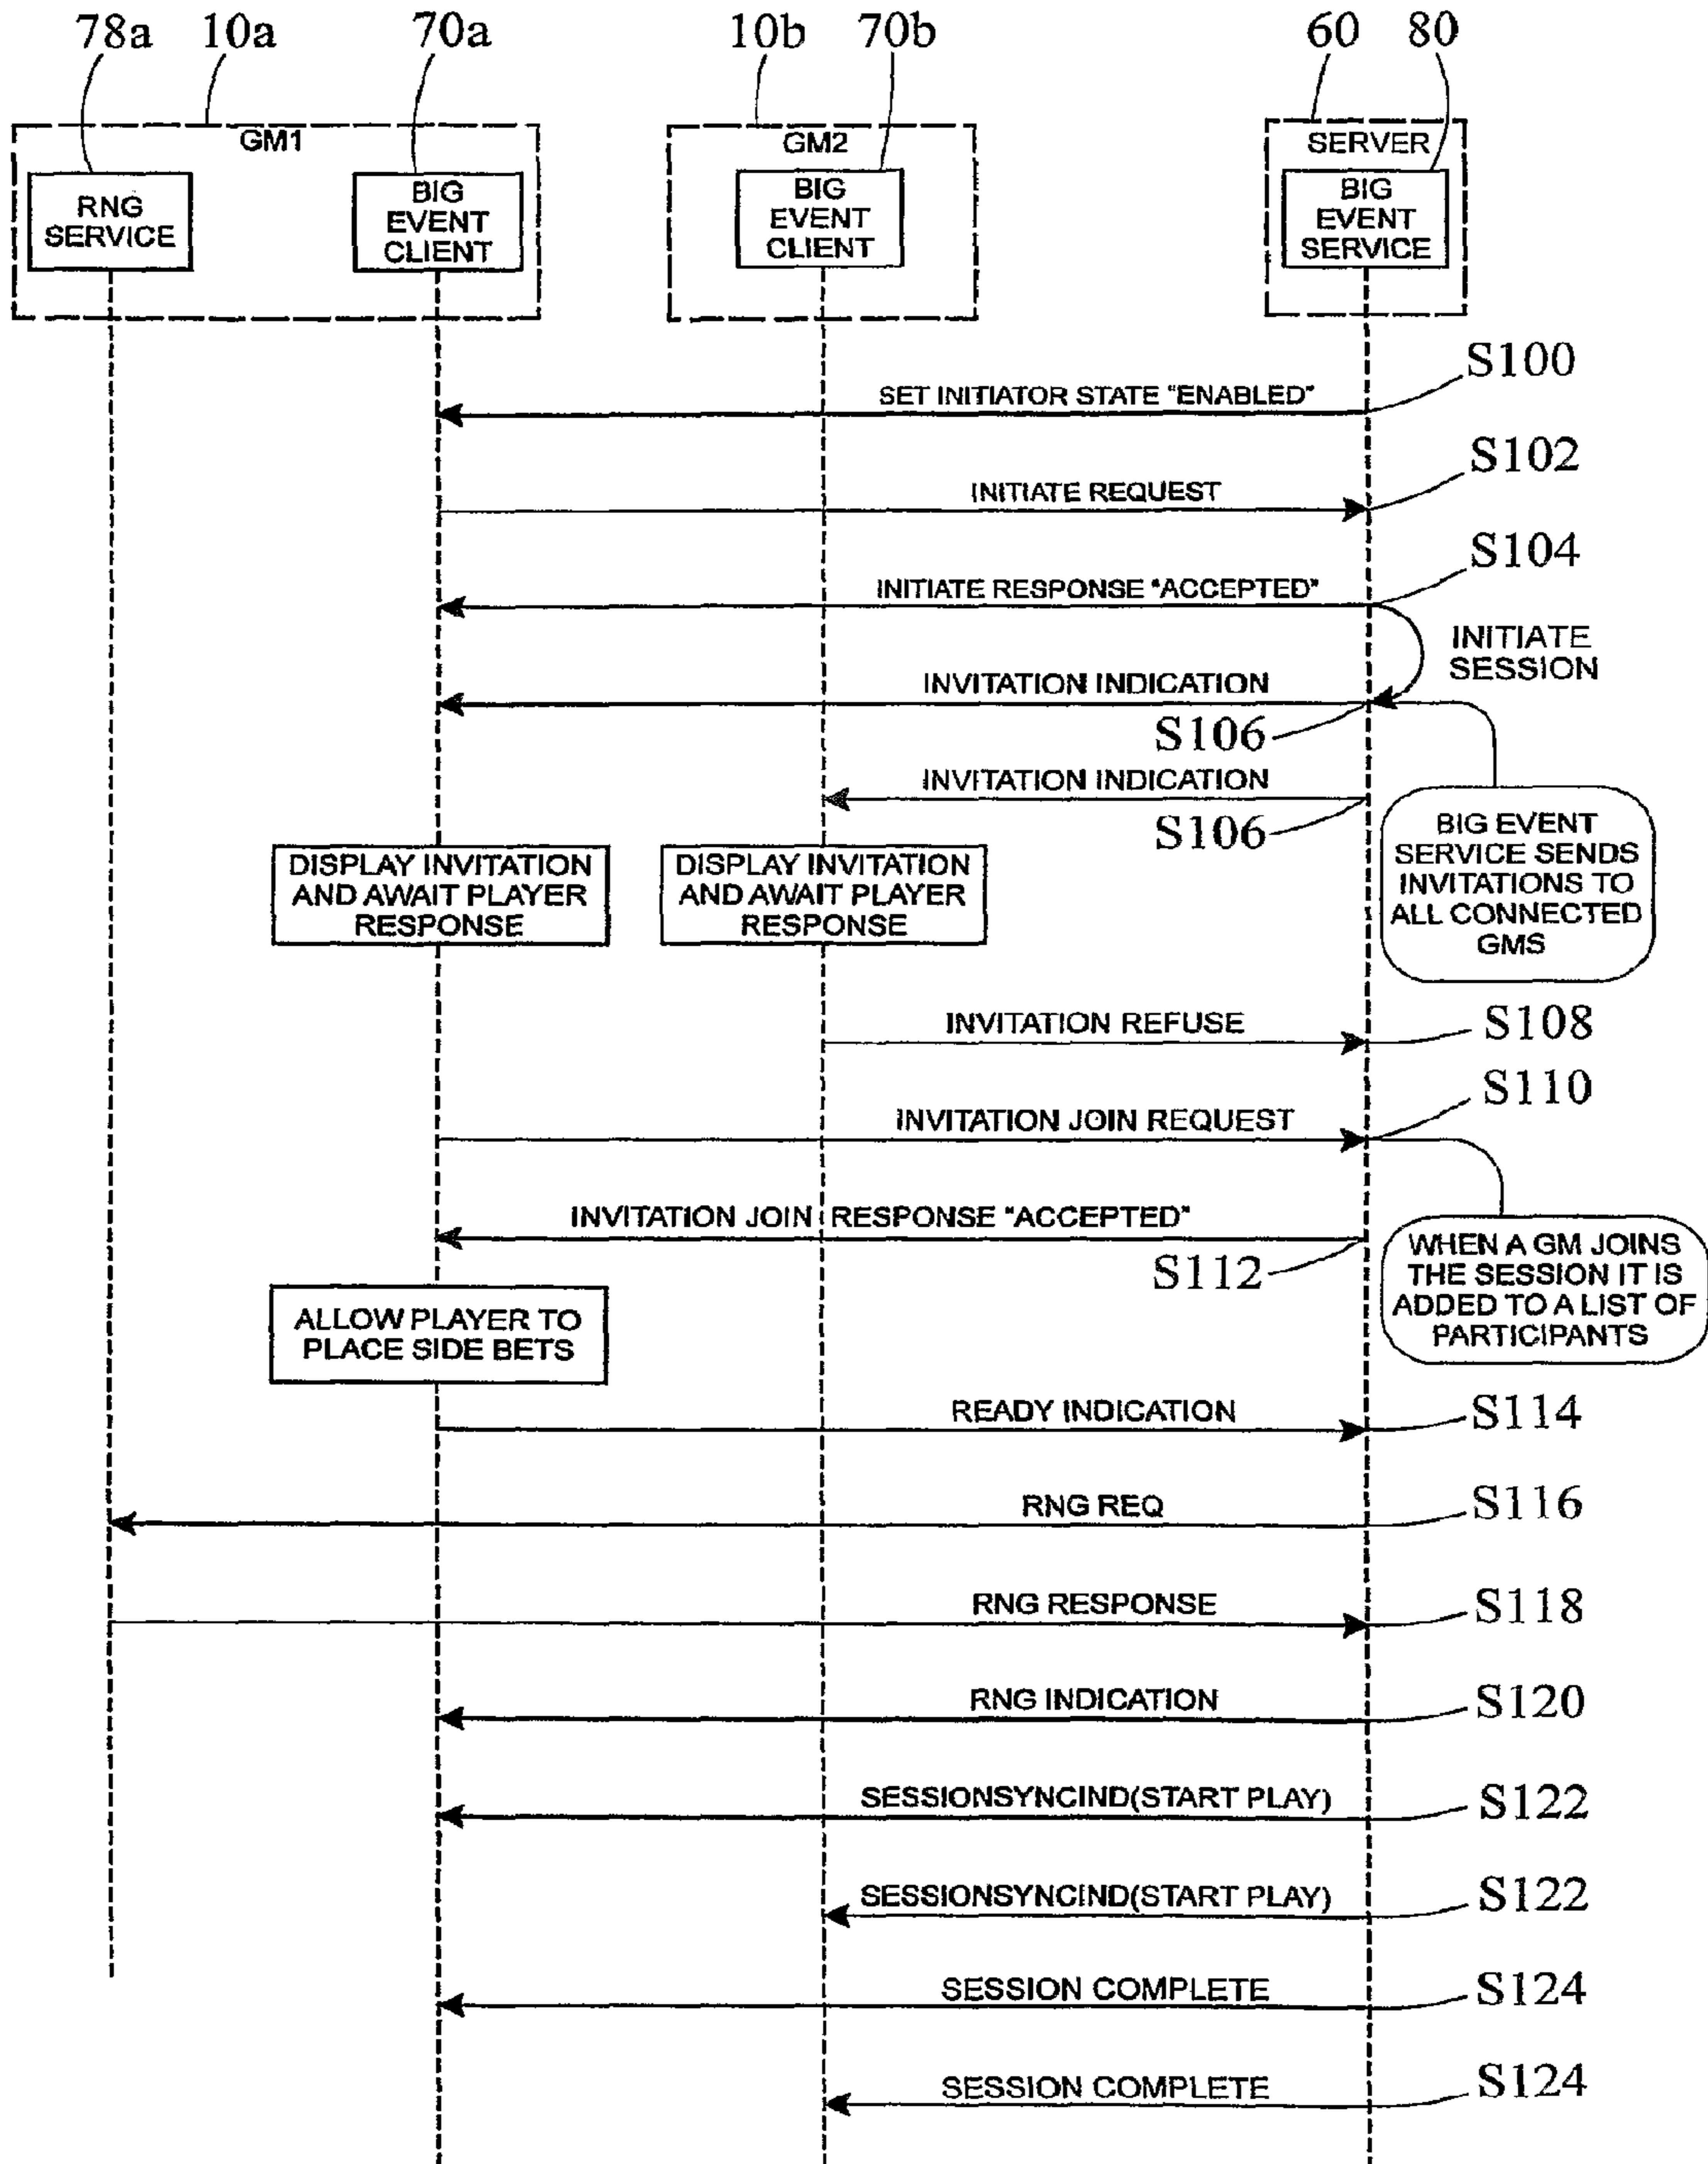 78a 10a 70a 10b 70b 60 80
GM1
GM2
SERVER
RNG
SERVICE
BIG
EVENT
CLIENT
BIG
EVENT
CLIENT
BIG
EVENT
SERVICE
S100
SET INITIATOR STATE "ENABLED"
S102
INITIATE REQUEST
S104
INITIATE RESPONSE "ACCEPTED"
INITIATE
SESSION
INVITATION INDICATION
S106
INVITATION INDICATION
S106
BIG EVENT
SERVICE SENDS
INVITATIONS TO
ALL CONNECTED
GMS
DISPLAY INVITATION
AND AWAIT PLAYER
RESPONSE
DISPLAY INVITATION
AND AWAIT PLAYER
RESPONSE
INVITATION REFUSE
S108
S110
INVITATION JOIN REQUEST
INVITATION JOIN RESPONSE "ACCEPTED"
S112
WHEN A GM JOINS
THE SESSION IT IS
ADDED TO A LIST OF
PARTICIPANTS
ALLOW PLAYER TO
PLACE SIDE BETS
READY INDICATION
S114
RNG REQ
S116
RNG RESPONSE
S118
RNG INDICATION
S120
SESSIONSYNCIND(START PLAY)
S122
SESSIONSYNCIND(START PLAY)
S122
SESSION COMPLETE
S124
SESSION COMPLETE
S124